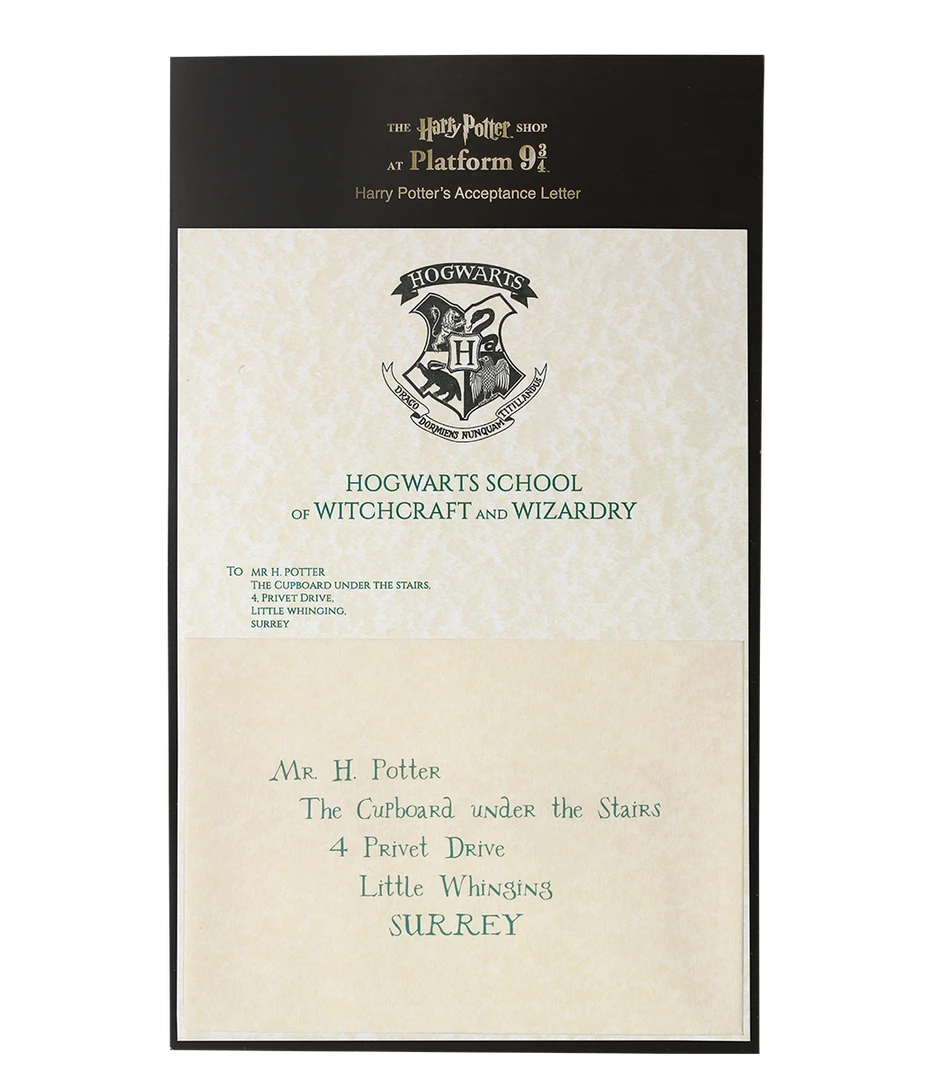 THE Harry Potter SHOP
AT Platform 9¾™
Harry Potter's Acceptance Letter
HOGWARTS
H
DRACO DORMIENS NUNQUAM TITILLANDUS
HOGWARTS SCHOOL
OF WITCHCRAFT AND WIZARDRY
TO MR H. POTTER
THE CUPBOARD UNDER THE STAIRS,
4, PRIVET DRIVE,
LITTLE WHINGING,
SURREY
Mr. H. Potter
The Cupboard under the Stairs
4 Privet Drive
Little Whinging
SURREY